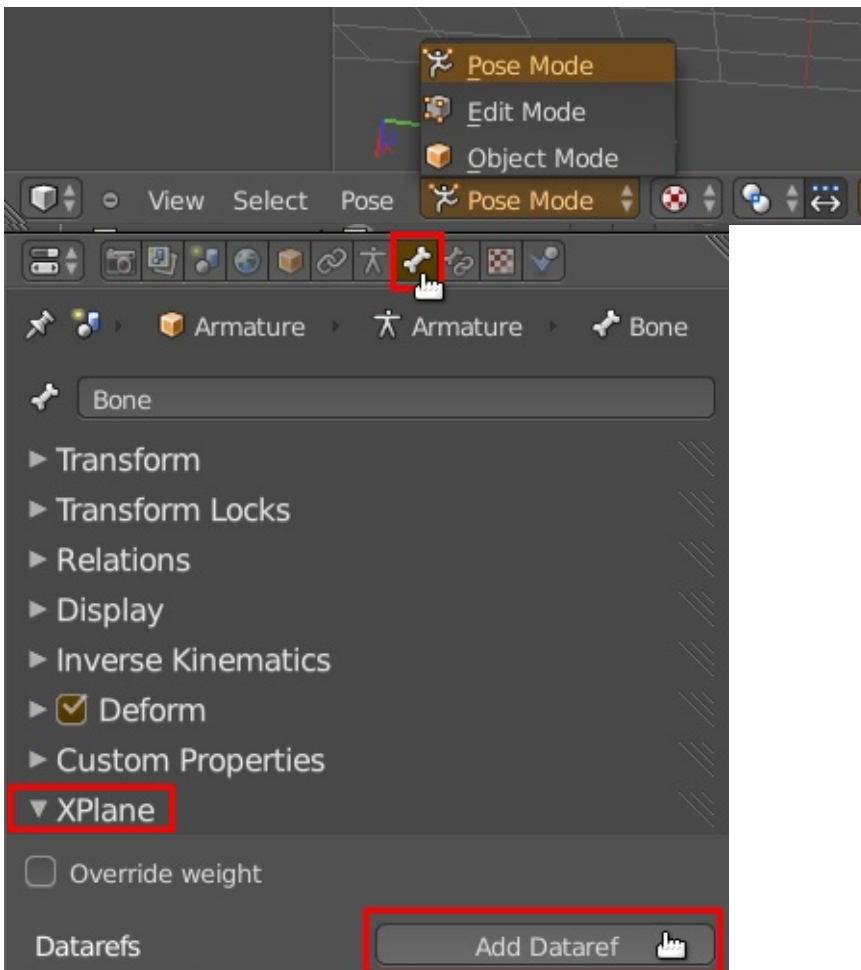 Pose Mode
Edit Mode
Object Mode
View Select Pose Pose Mode
Armature Armature Bone
Bone
Transform
Transform Locks
Relations
Display
Inverse Kinematics
Deform
Custom Properties
XPlane
Override weight
Datarefs Add Dataref